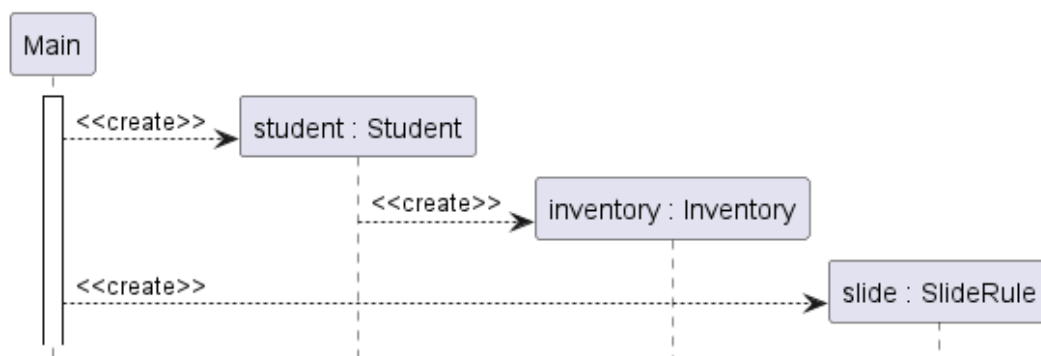 Main
<<create>>
student : Student
<<create>>
inventory : Inventory
<<create>>
slide : SlideRule